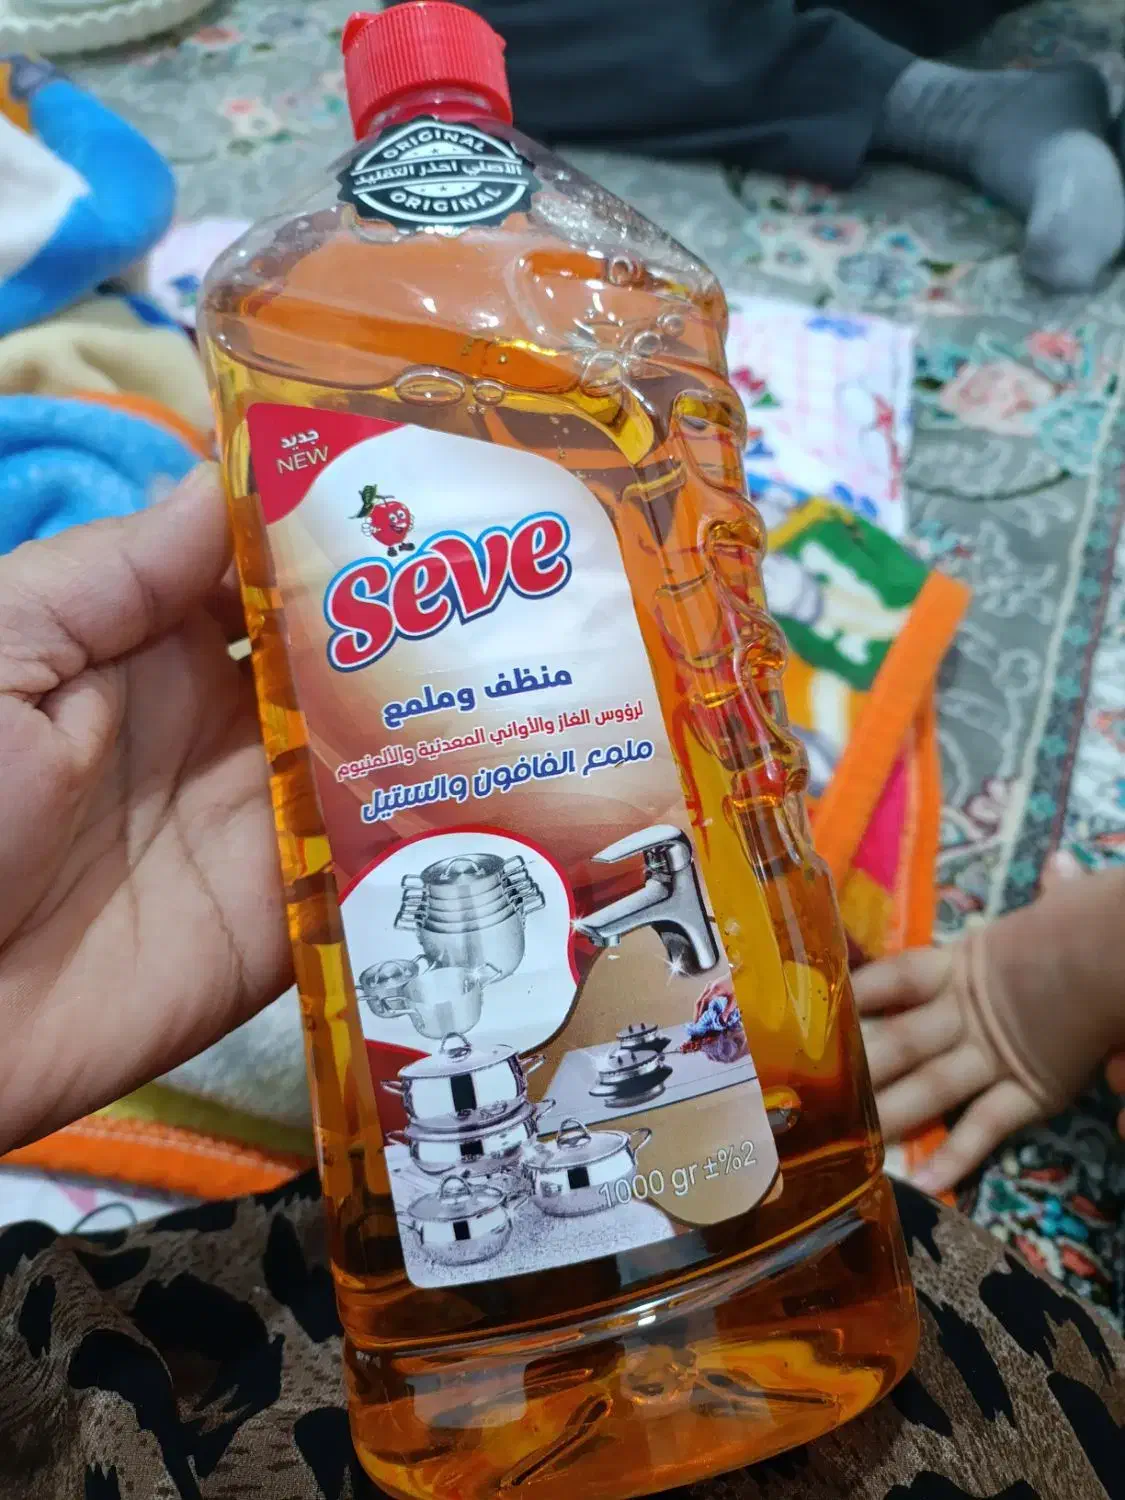 ORIGINAL
الأصلي احذر التقليد
ORIGINAL
جديد
NEW
seve
منظف وملمع
لرؤوس الغاز والأواني المعدنية والألمنيوم
ملمع الفافون والستيل
1000 gr ±%2